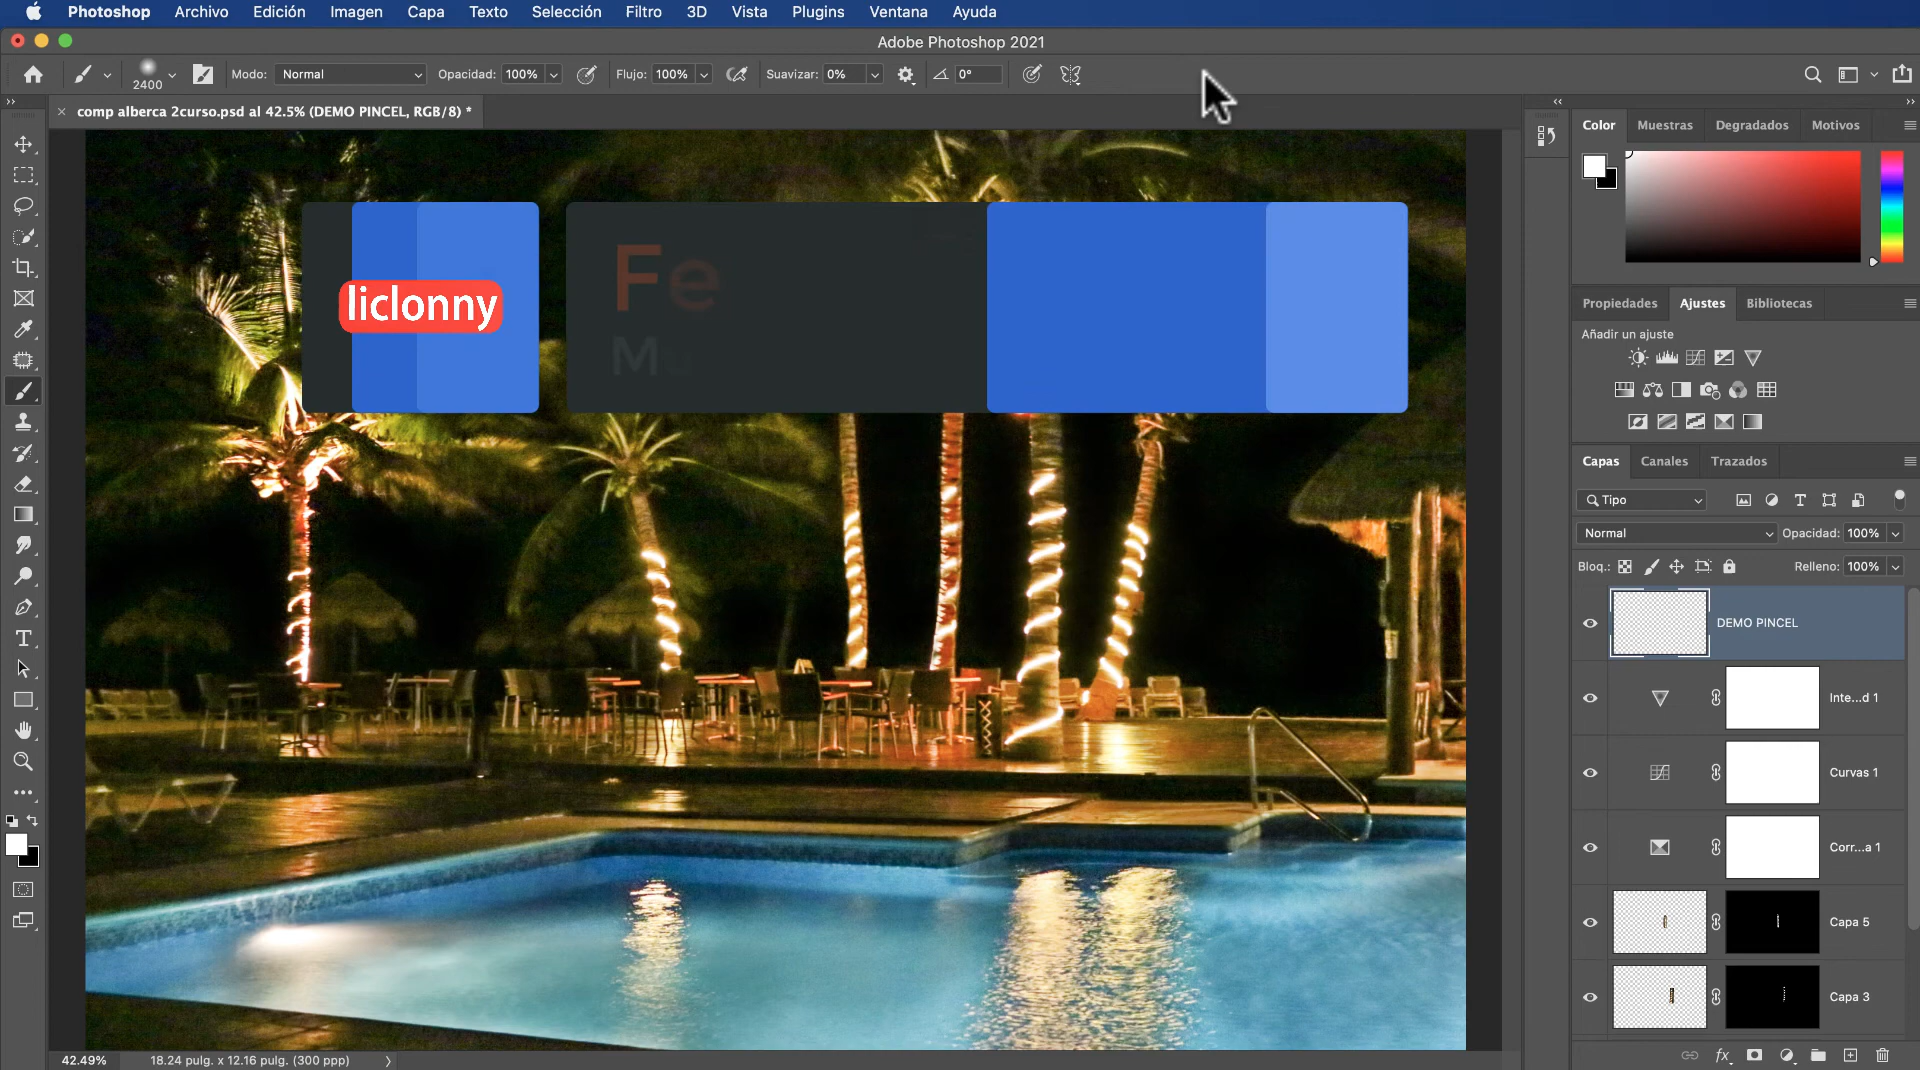 Photoshop Archivo Edición Imagen Capa Texto Selección Filtro 3D Vista Plugins Ventana Ayuda
Adobe Photoshop 2021
2400 Modo: Normal Opacidad: 100% Flujo: 100% Suavizar: 0% 0°
comp alberca 2curso.psd al 42.5% (DEMO PINCEL, RGB/8) *
Color Muestras Degradados Motivos
liclonny
Fe
Mu
Propiedades Ajustes Bibliotecas
Añadir un ajuste
Capas Canales Trazados
Tipo
Normal Opacidad: 100%
Bloq.: Relleno: 100%
DEMO PINCEL
Inte...d 1
Curvas 1
Corr...a 1
Capa 5
Capa 3
42.49% 18.24 pulg. x 12.16 pulg. (300 ppp)